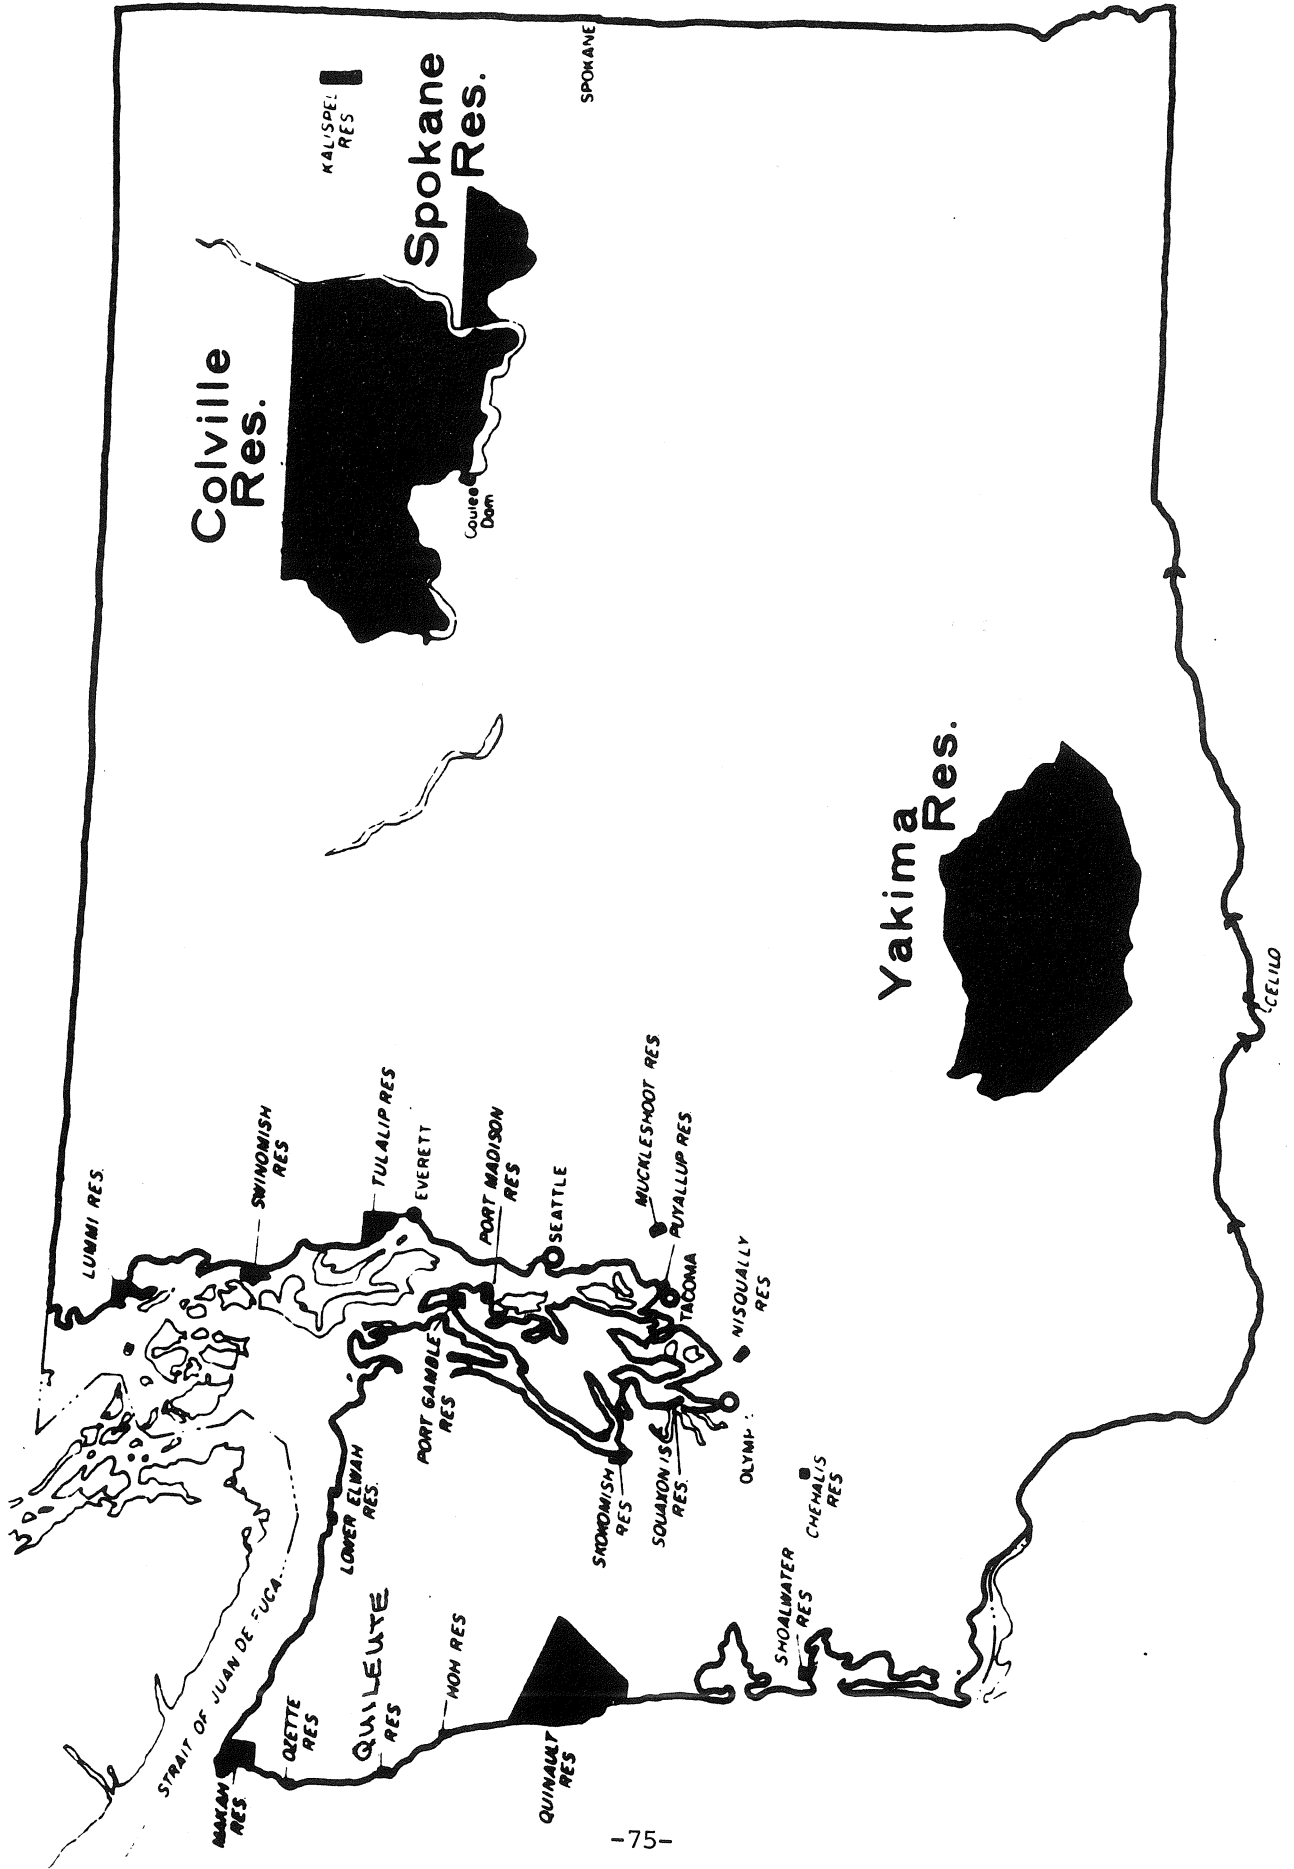 KALISPEL
RES
Spokane
Res.
SPOKANE
Colville
Res.
Coulee
Dam
Yakima
Res.
CELILO
LUMMI RES.
SWINOMISH
RES
TULALIP RES
EVERETT
PORT MADISON
RES
SEATTLE
MUCKLESHOOT RES
PUYALLUP RES
TACOMA
NISQUALLY
RES
PORT GAMBLE
RES
OLYMP
SKOKOMISH
RES
SQUAXON IS
RES.
CHEHALIS
RES
LOWER ELWAH
RES.
SHOALWATER
RES
STRAIT OF JUAN DE FUCA
QUILEUTE
RES
HOH RES
OZETTE
RES
MAKAH
RES.
QUINAULT
RES
-75-